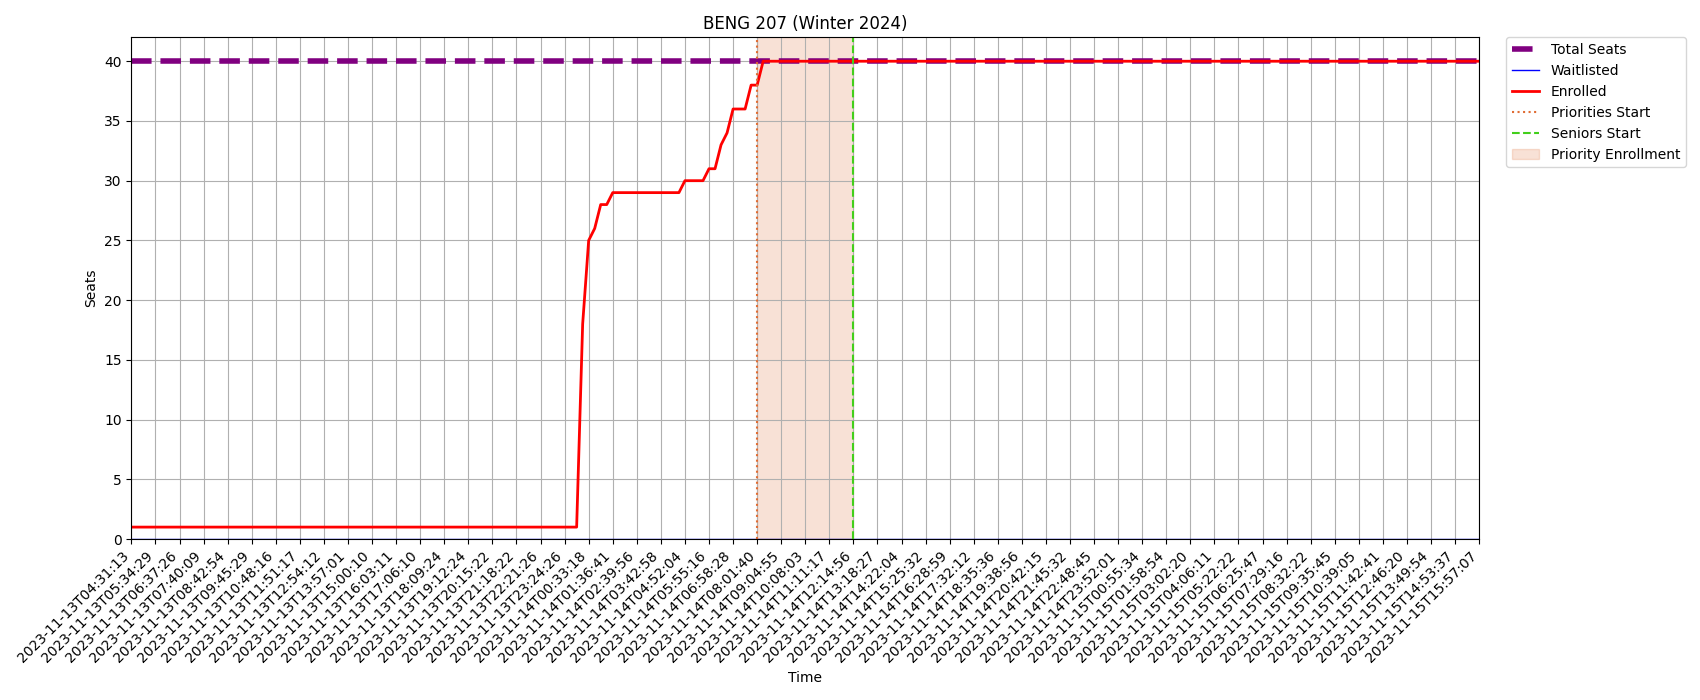 BENG 207 (Winter 2024)
Total Seats
Waitlisted
Enrolled
Priorities Start
Seniors Start
Priority Enrollment
Seats
40
35
30
25
20
15
10
5
0
2023-11-13T04:31:13
2023-11-13T05:34:29
2023-11-13T06:37:26
2023-11-13T07:40:09
2023-11-13T08:42:54
2023-11-13T09:45:29
2023-11-13T10:48:16
2023-11-13T11:51:17
2023-11-13T12:54:12
2023-11-13T13:57:01
2023-11-13T15:00:10
2023-11-13T16:03:11
2023-11-13T17:06:10
2023-11-13T18:09:24
2023-11-13T19:12:24
2023-11-13T20:15:22
2023-11-13T21:18:22
2023-11-13T22:21:26
2023-11-13T23:24:26
2023-11-14T00:33:18
2023-11-14T01:36:41
2023-11-14T02:39:56
2023-11-14T03:42:58
2023-11-14T04:52:04
2023-11-14T05:55:16
2023-11-14T06:58:28
2023-11-14T08:01:40
2023-11-14T09:04:55
2023-11-14T10:08:03
2023-11-14T11:11:17
2023-11-14T12:14:56
2023-11-14T13:18:27
2023-11-14T14:22:04
2023-11-14T15:25:32
2023-11-14T16:28:59
2023-11-14T17:32:12
2023-11-14T18:35:36
2023-11-14T19:38:56
2023-11-14T20:42:15
2023-11-14T21:45:32
2023-11-14T22:48:45
2023-11-14T23:52:01
2023-11-15T00:55:34
2023-11-15T01:58:54
2023-11-15T03:02:20
2023-11-15T04:06:11
2023-11-15T05:22:22
2023-11-15T06:25:47
2023-11-15T07:29:16
2023-11-15T08:32:22
2023-11-15T09:35:45
2023-11-15T10:39:05
2023-11-15T11:42:41
2023-11-15T12:46:20
2023-11-15T13:49:54
2023-11-15T14:53:37
2023-11-15T15:57:07
Time